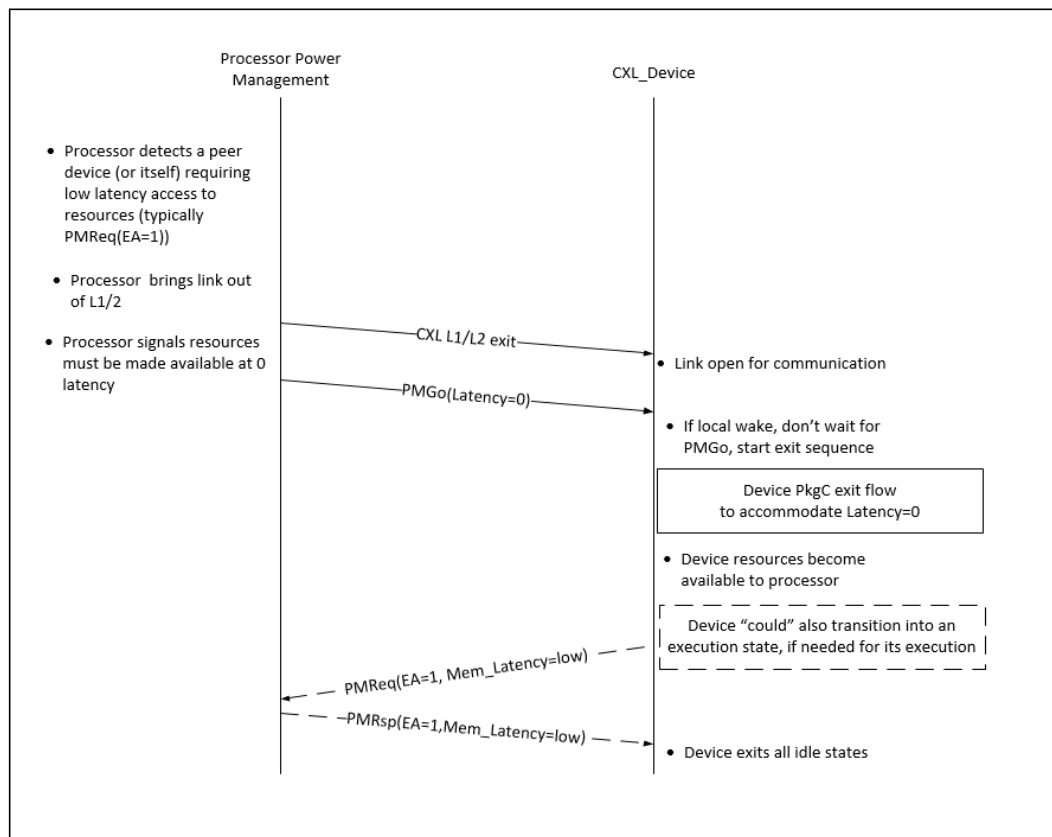 Processor Power
Management
CXL_Device
• Processor detects a peer
device (or itself) requiring
low latency access to
resources (typically
PMReq(EA=1))
• Processor  brings link out
of L1/2
• Processor signals resources
must be made available at 0
latency
CXL L1/L2 exit
• Link open for communication
PMGo(Latency=0)
• If local wake, don’t wait for
PMGo, start exit sequence
Device PkgC exit flow
to accommodate Latency=0
• Device resources become
available to processor
Device “could” also transition into an
execution state, if needed for its execution
PMReq(EA=1, Mem_Latency=low)
PMRsp(EA=1,Mem_Latency=low)
• Device exits all idle states